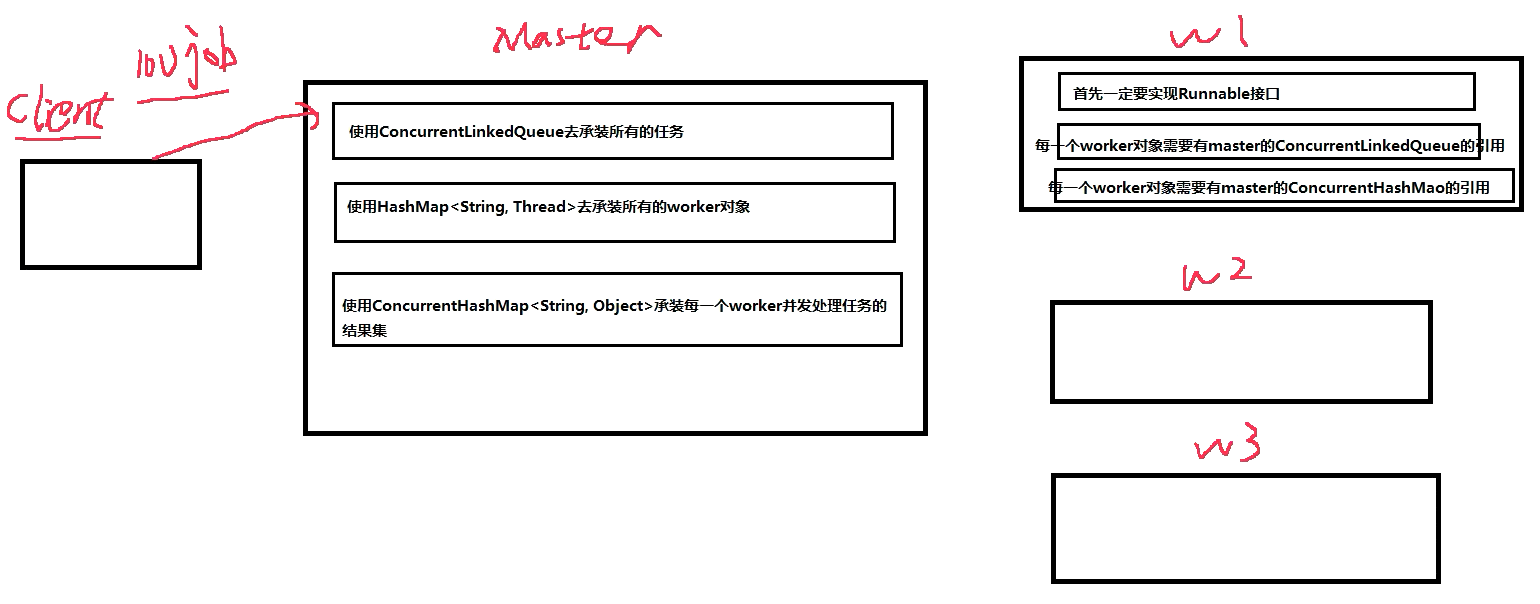 Client
100job
Master
使用ConcurrentLinkedQueue去承装所有的任务
使用HashMap<String, Thread>去承装所有的worker对象
使用ConcurrentHashMap<String, Object>承装每一个worker并发处理任务的
结果集
w1
首先一定要实现Runnable接口
每一个worker对象需要有master的ConcurrentLinkedQueue的引用
每一个worker对象需要有master的ConcurrentHashMao的引用
w2
w3